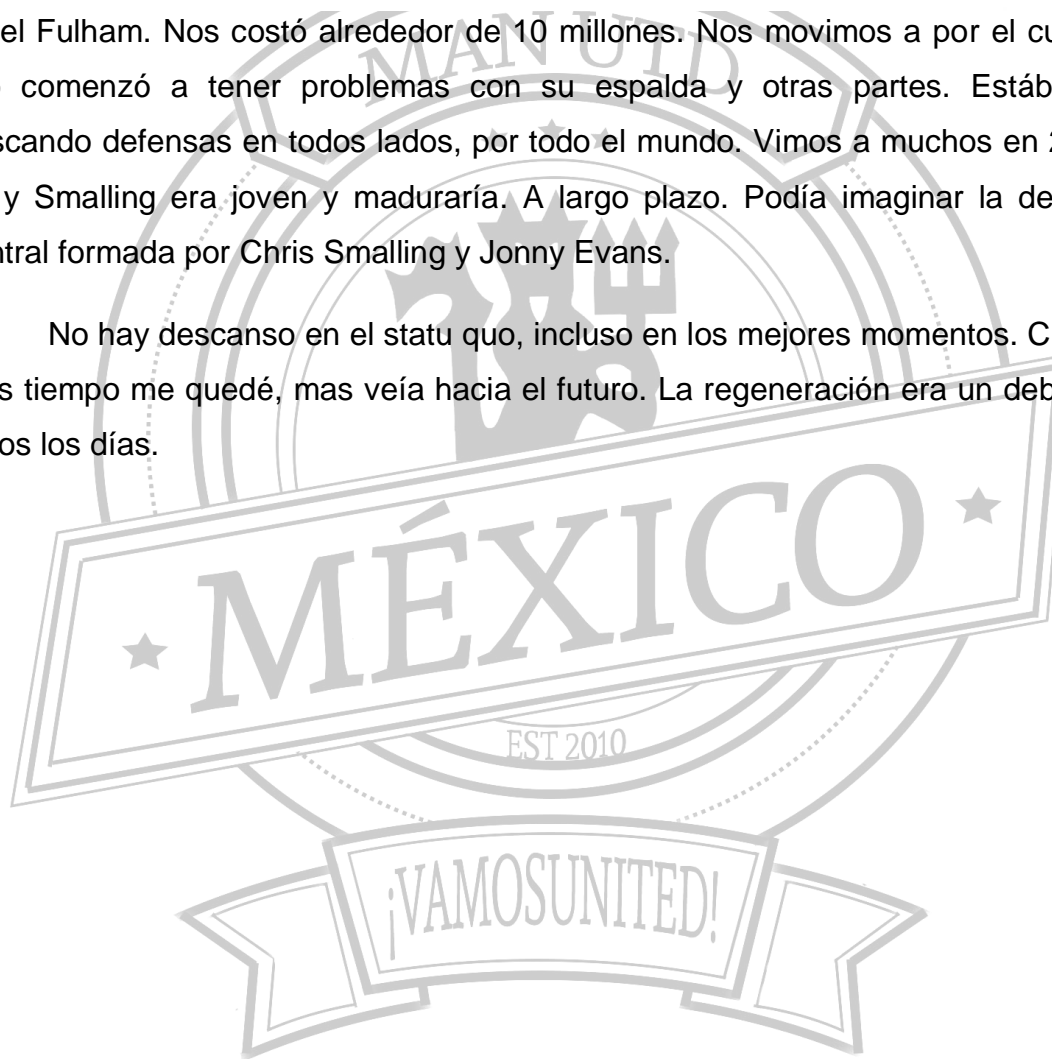 el Fulham. Nos costó alrededor de 10 millones. Nos movimos a por el cu
comenzó a tener problemas con su espalda y otras partes. Estáb
scando defensas en todos lados, por todo el mundo. Vimos a muchos en 2
y Smalling era joven y maduraría. A largo plazo. Podía imaginar la de
ntral formada por Chris Smalling y Jonny Evans.
No hay descanso en el statu quo, incluso en los mejores momentos. C
s tiempo me quedé, mas veía hacia el futuro. La regeneración era un deb
os los días.
MAN UTD
MÉXICO
EST 2010
¡VAMOSUNITED!